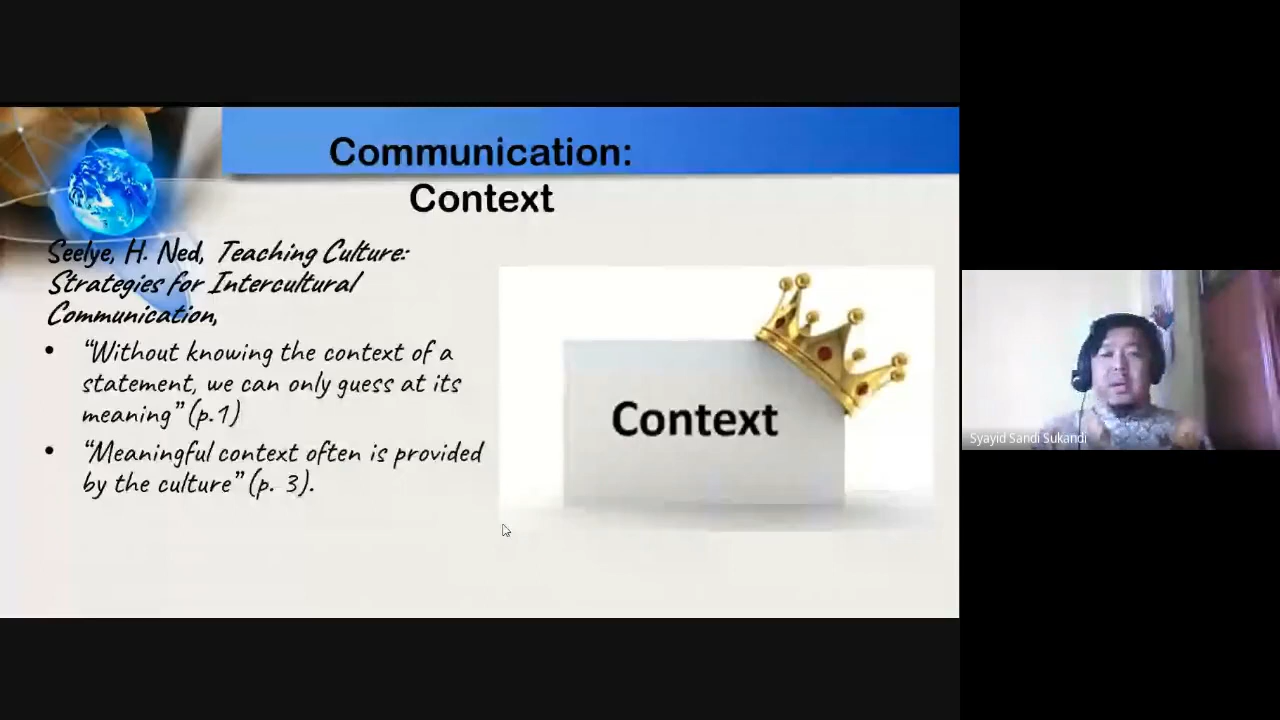 Communication:
Context
Seelye, H. Ned, Teaching Culture:
Strategies for Intercultural
Communication,
• “Without knowing the context of a
statement, we can only guess at its
meaning” (p.1)
• “Meaningful context often is provided
by the culture” (p. 3).
Context
Syayid Sandi Sukandi